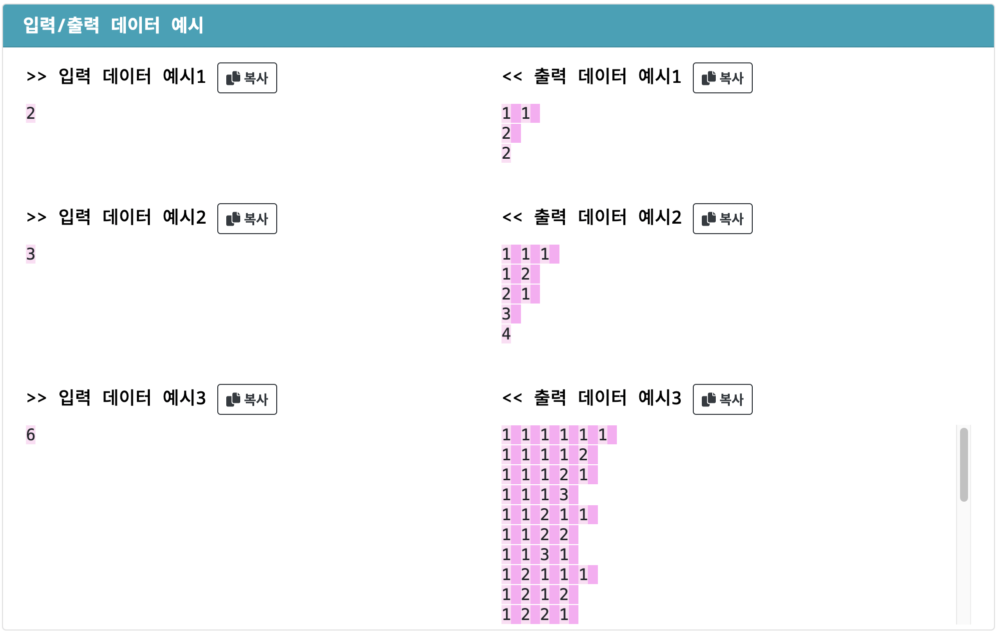 입력/출력 데이터 예시
>> 입력 데이터 예시1 복사
2
<< 출력 데이터 예시1 복사
1 1
2
2
>> 입력 데이터 예시2 복사
3
<< 출력 데이터 예시2 복사
1 1 1
1 2
2 1
3
4
>> 입력 데이터 예시3 복사
6
<< 출력 데이터 예시3 복사
1 1 1 1 1 1
1 1 1 1 2
1 1 1 2 1
1 1 1 3
1 1 2 1 1
1 1 2 2
1 1 3 1
1 2 1 1 1
1 2 1 2
1 2 2 1